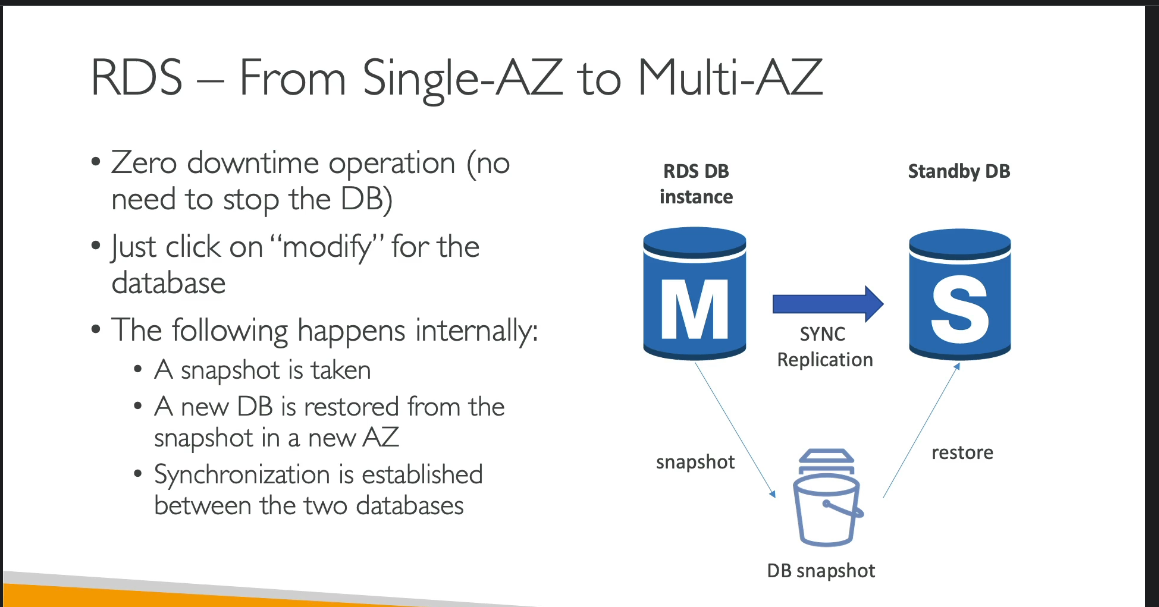 RDS – From Single-AZ to Multi-AZ
• Zero downtime operation (no
need to stop the DB)
• Just click on “modify” for the
database
• The following happens internally:
• A snapshot is taken
• A new DB is restored from the
snapshot in a new AZ
• Synchronization is established
between the two databases
RDS DB
instance
Standby DB
M
S
SYNC
Replication
snapshot
restore
DB snapshot